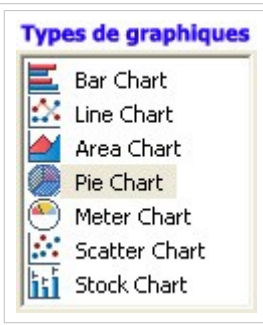 Types de graphiques
Bar Chart
Line Chart
Area Chart
Pie Chart
Meter Chart
Scatter Chart
Stock Chart